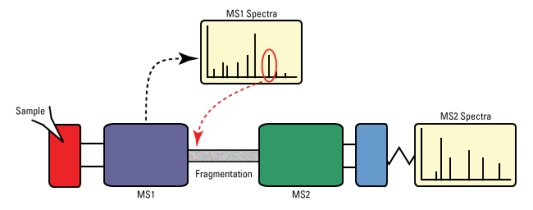 MS1 Spectra
Sample
MS2 Spectra
Fragmentation
MS1
MS2